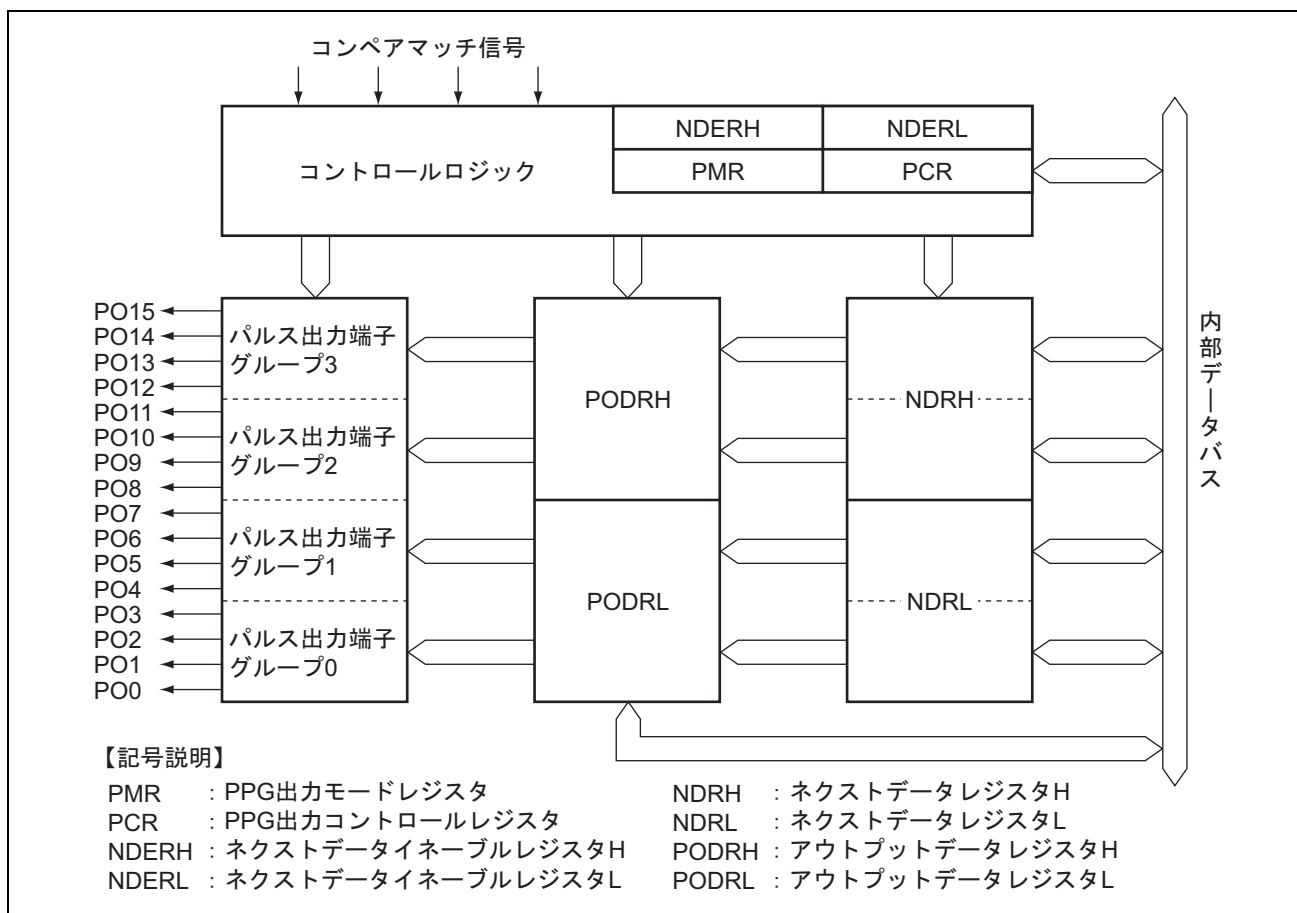 コンペアマッチ信号
コントロールロジック
NDERH
NDERL
PMR
PCR
PO15
PO14
PO13
PO12
PO11
PO10
PO9
PO8
PO7
PO6
PO5
PO4
PO3
PO2
PO1
PO0
パルス出力端子
グループ3
パルス出力端子
グループ2
パルス出力端子
グループ1
パルス出力端子
グループ0
PODRH
PODRL
NDRH
NDRL
内部データバス
【記号説明】
PMR : PPG出力モードレジスタ
PCR : PPG出力コントロールレジスタ
NDERH : ネクストデータイネーブルレジスタH
NDERL : ネクストデータイネーブルレジスタL
NDRH : ネクストデータレジスタH
NDRL : ネクストデータレジスタL
PODRH : アウトプットデータレジスタH
PODRL : アウトプットデータレジスタL